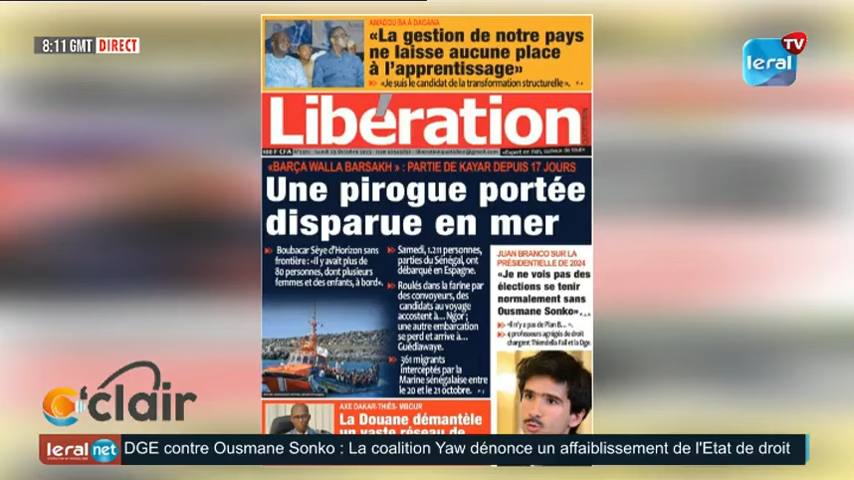 8:11 GMT DIRECT
leral TV
AMADOU BA À DAGANA
«La gestion de notre pays
ne laisse aucune place
à l'apprentissage»
«Je suis le candidat de la transformation structurelle».
Libération
100 F CFA
«BARÇA WALLA BARSAKH» : PARTIE DE KAYAR DEPUIS 17 JOURS
Une pirogue portée
disparue en mer
Boubacar Sèye d'Horizon sans
frontière : «Il y avait plus de
80 personnes, dont plusieurs
femmes et des enfants, à bord».
Samedi, 1.211 personnes,
parties du Sénégal, ont
débarqué en Espagne.
Roulés dans la farine par
des convoyeurs, des
candidats au voyage
accostent à... Ngor ;
une autre embarcation
se perd et arrive à...
Guédiawaye.
361 migrants
interceptés par la
Marine sénégalaise entre
le 20 et le 21 octobre.
JUAN BRANCO SUR LA
PRÉSIDENTIELLE DE 2024
«Je ne vois pas des
élections se tenir
normalement sans
Ousmane Sonko».
«Il n'y a pas de Plan B... ».
4 professeurs agrégés de droit
chargent Thiendella Fall et la Dge.
AXE DAKAR-THIÈS- MBOUR
La Douane démantèle
un vaste réseau de
O'clair
leral net
DGE contre Ousmane Sonko : La coalition Yaw dénonce un affaiblissement de l'Etat de droit